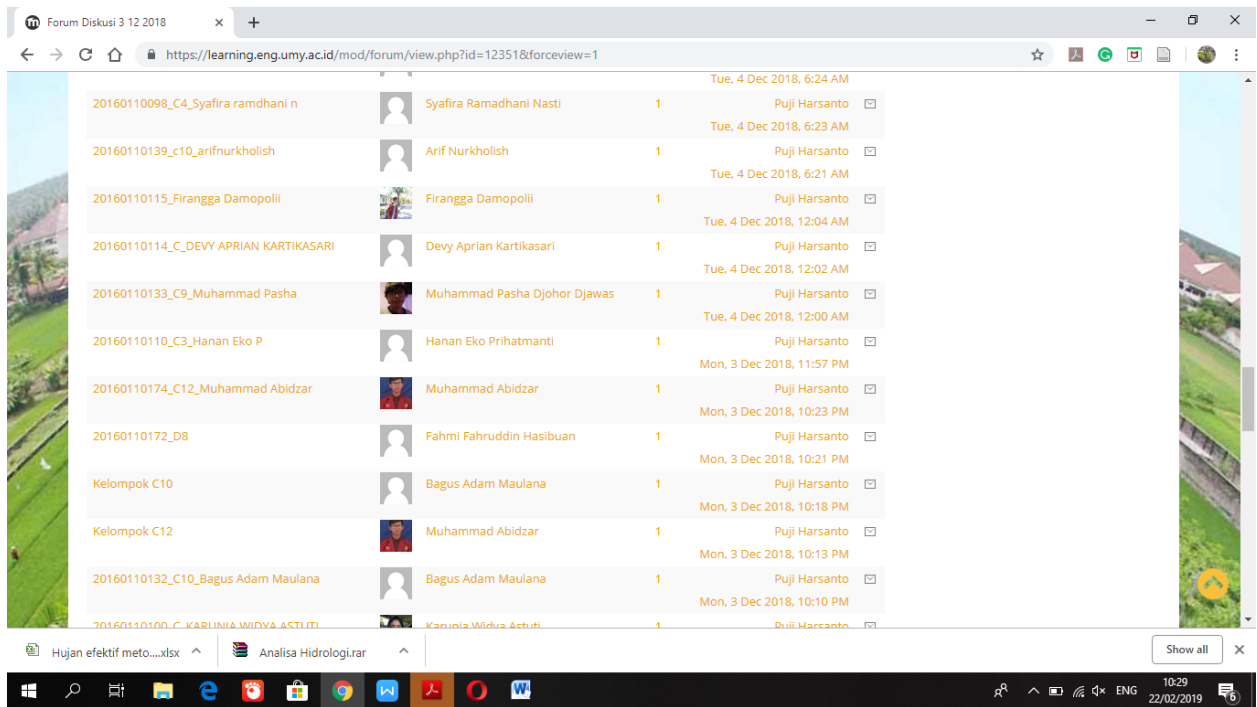 Forum Diskusi 3 12 2018
https://learning.eng.umy.ac.id/mod/forum/view.php?id=12351&forceview=1
Tue, 4 Dec 2018, 6:24 AM
20160110098_C4_Syafira ramdhani n Syafira Ramadhani Nasti 1 Puji Harsanto
Tue, 4 Dec 2018, 6:23 AM
20160110139_c10_arifnurkholish Arif Nurkholish 1 Puji Harsanto
Tue, 4 Dec 2018, 6:21 AM
20160110115_Firangga Damopolii Firangga Damopolii 1 Puji Harsanto
Tue, 4 Dec 2018, 12:04 AM
20160110114_C_DEVY APRIAN KARTIKASARI Devy Aprian Kartikasari 1 Puji Harsanto
Tue, 4 Dec 2018, 12:02 AM
20160110133_C9_Muhammad Pasha Muhammad Pasha Djohor Djawas 1 Puji Harsanto
Tue, 4 Dec 2018, 12:00 AM
20160110110_C3_Hanan Eko P Hanan Eko Prihatmanti 1 Puji Harsanto
Mon, 3 Dec 2018, 11:57 PM
20160110174_C12_Muhammad Abidzar Muhammad Abidzar 1 Puji Harsanto
Mon, 3 Dec 2018, 10:23 PM
20160110172_D8 Fahmi Fahruddin Hasibuan 1 Puji Harsanto
Mon, 3 Dec 2018, 10:21 PM
Kelompok C10 Bagus Adam Maulana 1 Puji Harsanto
Mon, 3 Dec 2018, 10:18 PM
Kelompok C12 Muhammad Abidzar 1 Puji Harsanto
Mon, 3 Dec 2018, 10:13 PM
20160110132_C10_Bagus Adam Maulana Bagus Adam Maulana 1 Puji Harsanto
Mon, 3 Dec 2018, 10:10 PM
20160110100_C_KARUNIA WIDYA ASTUTI Karunia Widya Astuti 1 Puji Harsanto
Hujan efektif meto....xlsx Analisa Hidrologi.rar Show all
ENG 10:29
22/02/2019 6